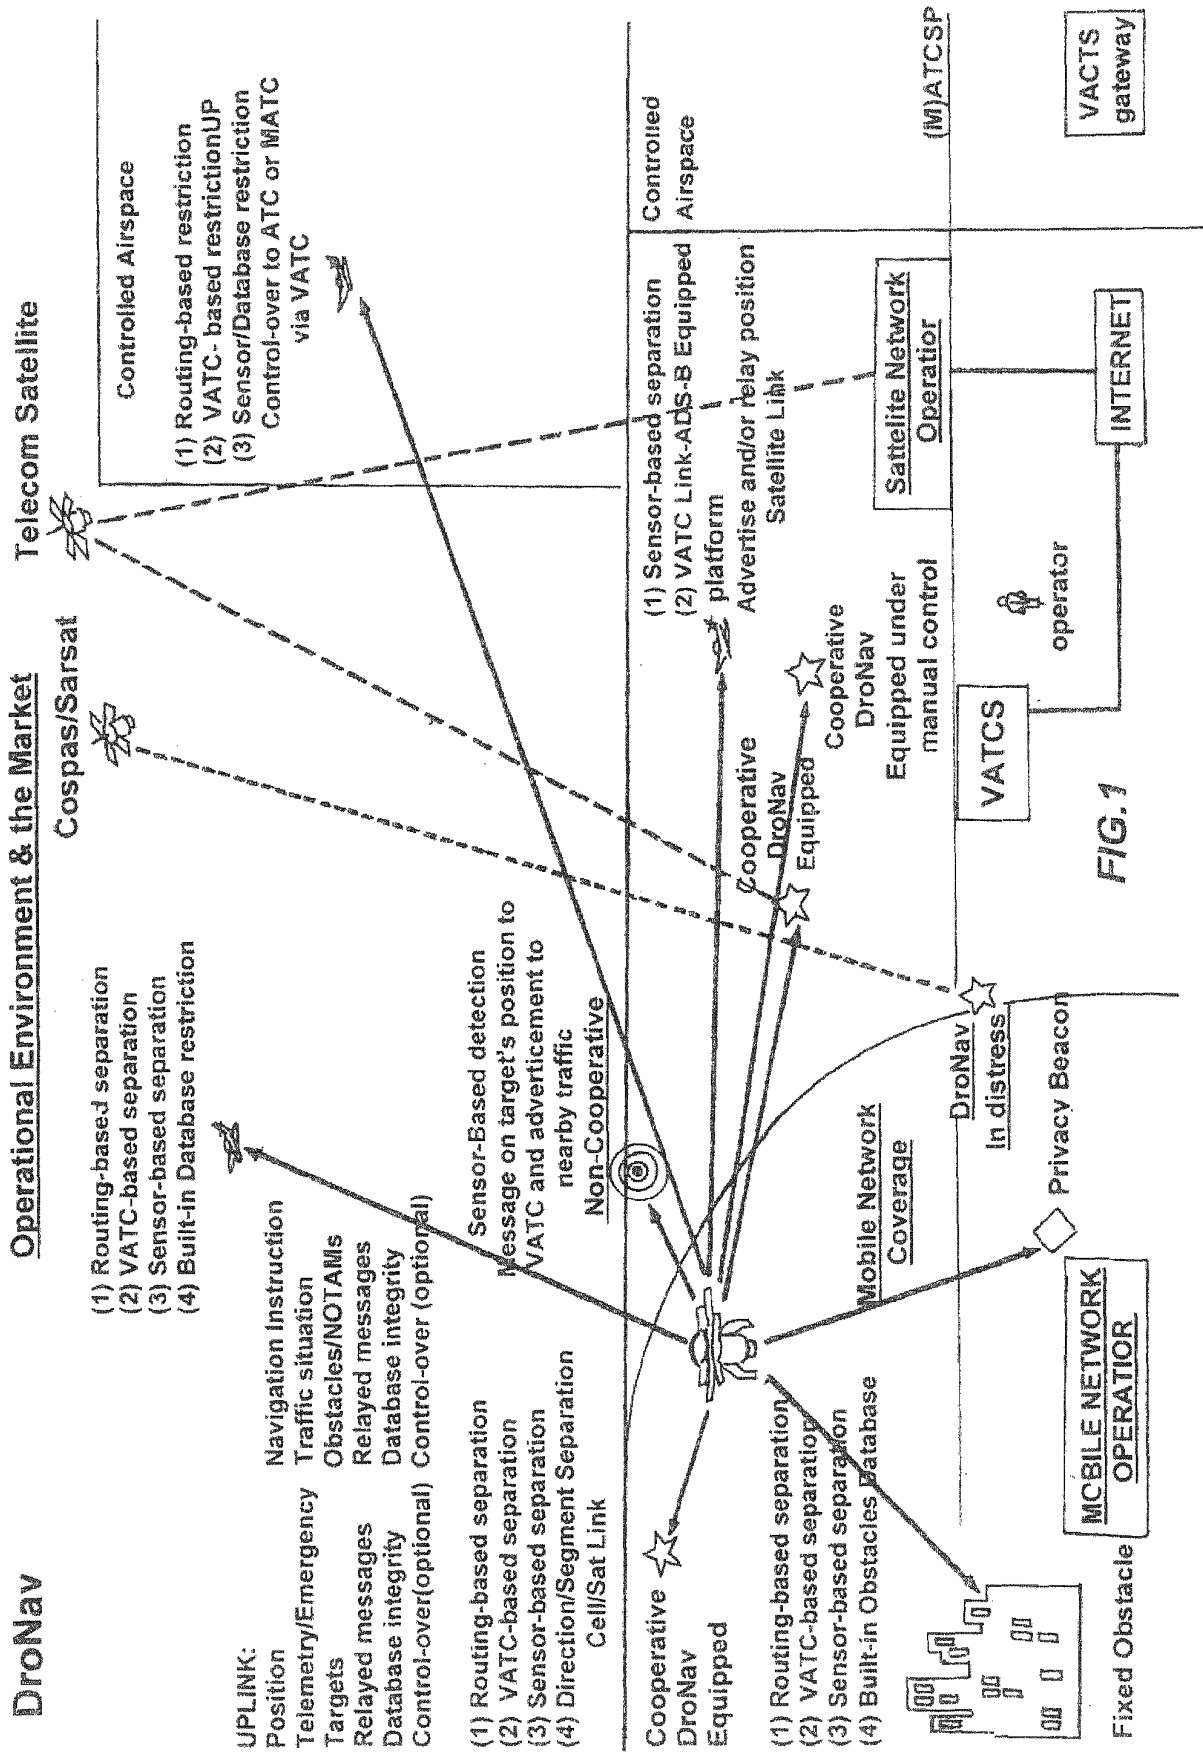 DroNav
Operational Environment & the Market
Telecom Satellite
Cospas/Sarsat
(1) Routing-based separation
(2) VATC-based separation
(3) Sensor-based separation
(4) Built-in Database restriction
Controlled Airspace
(1) Routing-based restriction
(2) VATC- based restrictionUP
(3) Sensor/Database restriction
Control-over to ATC or MATC
via VATC
UPLINK:
Position
Telemetry/Emergency
Targets
Relayed messages
Database integrity
Control-over(optional)
Navigation Instruction
Traffic situation
Obstacles/NOTAMs
Relayed messages
Database integrity
Control-over (optional)
(1) Routing-based separation
(2) VATC-based separation
(3) Sensor-based separation
(4) Direction/Segment Separation
Cell/Sat Link
Sensor-Based detection
Message on target's position to
VATC and adverticement to
nearby traffic
Non-Cooperative
Cooperative
DroNav
Equipped
(1) Sensor-based separation
(2) VATC Link-ADS-B Equipped
platform
Advertise and/or relay position
Satellite Link
Controlled
Airspace
Cooperative
DroNav
Equipped
Cooperative
DroNav
Equipped under
manual control
(1) Routing-based separation
(2) VATC-based separation
(3) Sensor-based separation
(4) Built-in Obstacles Database
Mobile Network
Coverage
Sattelite Network
Operatior
(M)ATCSP
DroNav
In distress
VATCS
operator
Privacy Beacon
MOBILE NETWORK
OPERATIOR
INTERNET
VACTS
gateway
Fixed Obstacle
FIG.1